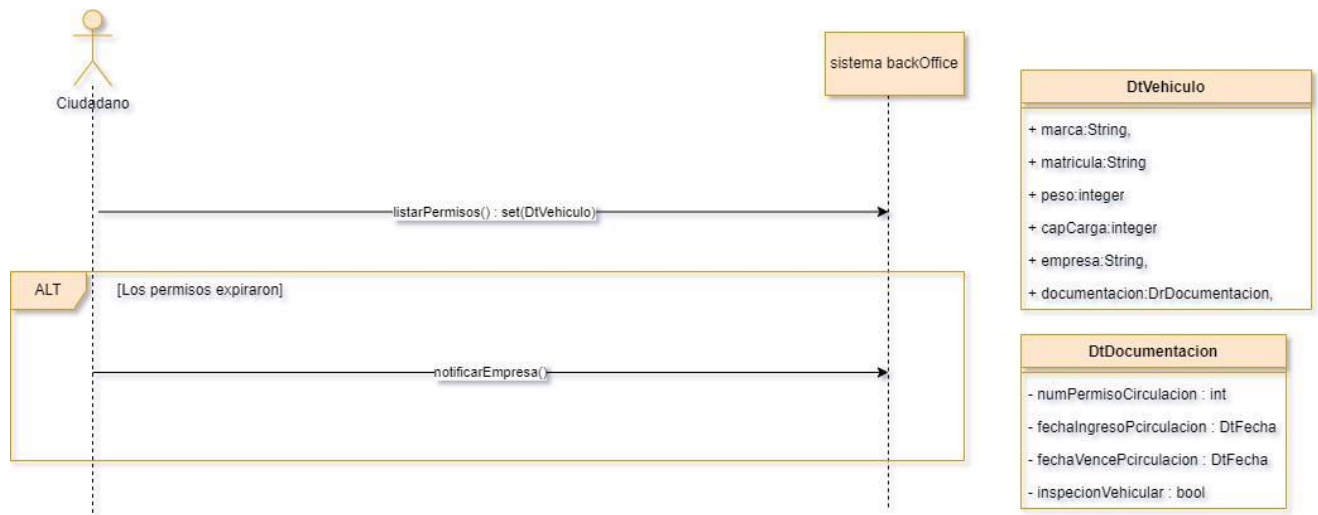 Ciudadano
sistema backOffice
listarPermisos() : set(DtVehiculo)
ALT
[Los permisos expiraron]
notificarEmpresa()
DtVehiculo
+ marca:String,
+ matricula:String
+ peso:integer
+ capCarga:integer
+ empresa:String,
+ documentacion:DrDocumentacion,
DtDocumentacion
- numPermisoCirculacion : int
- fechaIngresoPcirculacion : DtFecha
- fechaVencePcirculacion : DtFecha
- inspecionVehicular : bool